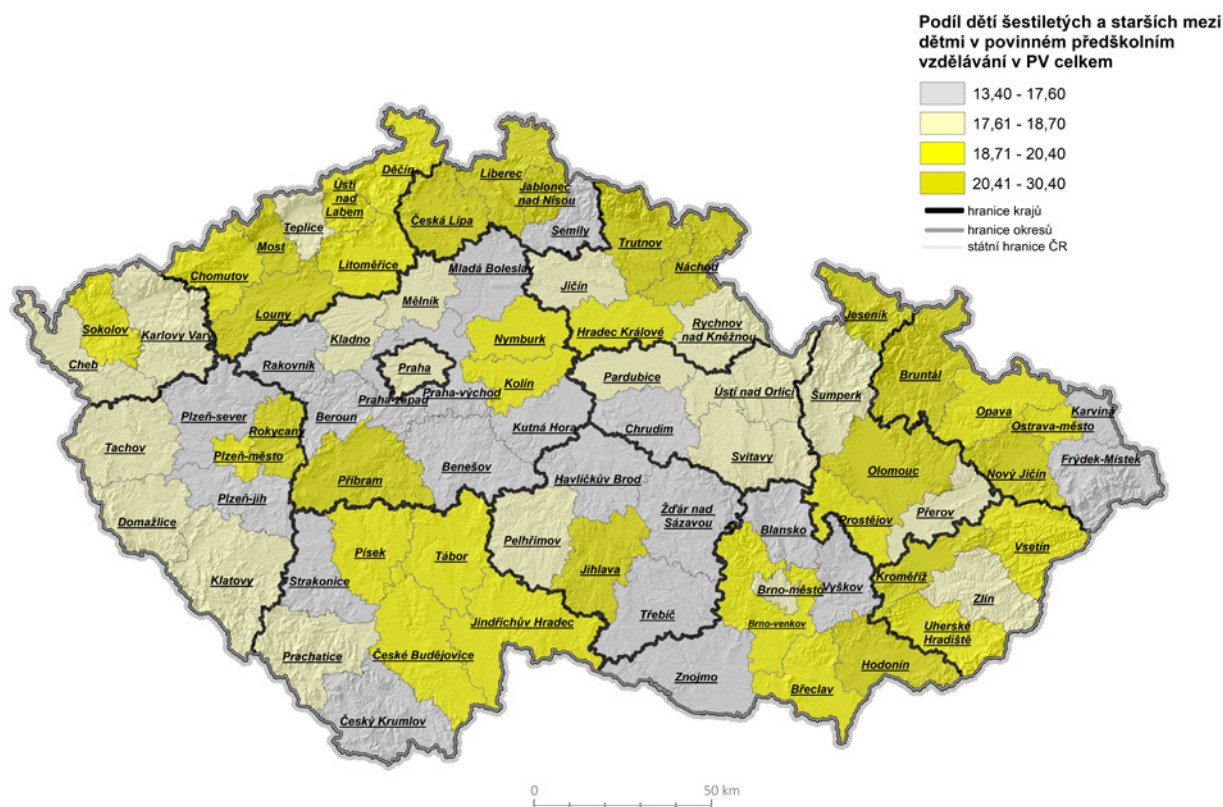 Podíl dětí šestiletých a starších mezi
dětmi v povinném předškolním
vzdělávání v PV celkem
13,40 - 17,60
17,61 - 18,70
18,71 - 20,40
20,41 - 30,40
hranice krajů
hranice okresů
státní hranice ČR
Děčín
Liberec
Ústí
nad
Labem
Jablonec
nad Nisou
Teplice
Česká Lípa
Semily
Most
Trutnov
Chomutov
Litoměřice
Mladá Boleslav
Náchod
Jičín
Mělník
Jeseník
Louny
Sokolov
Karlovy Vary
Kladno
Nymburk
Hradec Králové
Rychnov
nad Kněžnou
Cheb
Rakovník
Praha
Bruntál
Kolín
Pardubice
Praha-východ
Praha-západ
Ústí nad Orlicí
Šumperk
Opava
Karviná
Plzeň-sever
Beroun
Ostrava-město
Rokycany
Kutná Hora
Chrudim
Tachov
Plzeň-město
Svitavy
Frýdek-Místek
Benešov
Olomouc
Nový Jičín
Příbram
Havlíčkův Brod
Plzeň-jih
Přerov
Domažlice
Žďár nad
Sázavou
Prostějov
Blansko
Pelhřimov
Vsetín
Písek
Tábor
Jihlava
Klatovy
Strakonice
Kroměříž
Brno-město
Vyškov
Zlín
Třebíč
Jindřichův Hradec
Brno-venkov
Uherské
Hradiště
Prachatice
České Budějovice
Hodonín
Znojmo
Břeclav
Český Krumlov
0
50 km